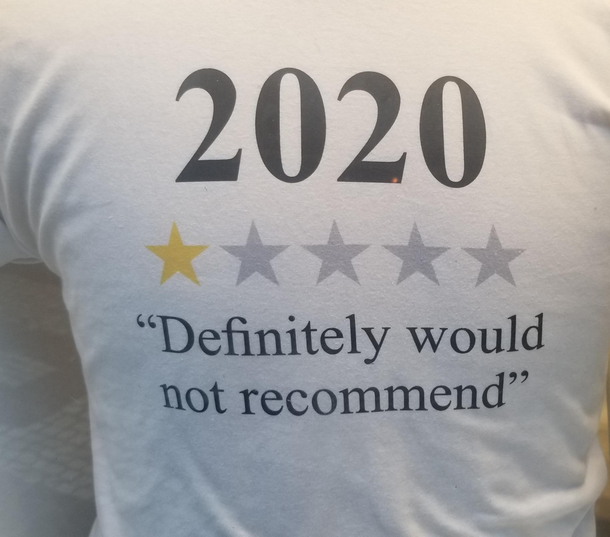 2020
“Definitely would
not recommend”